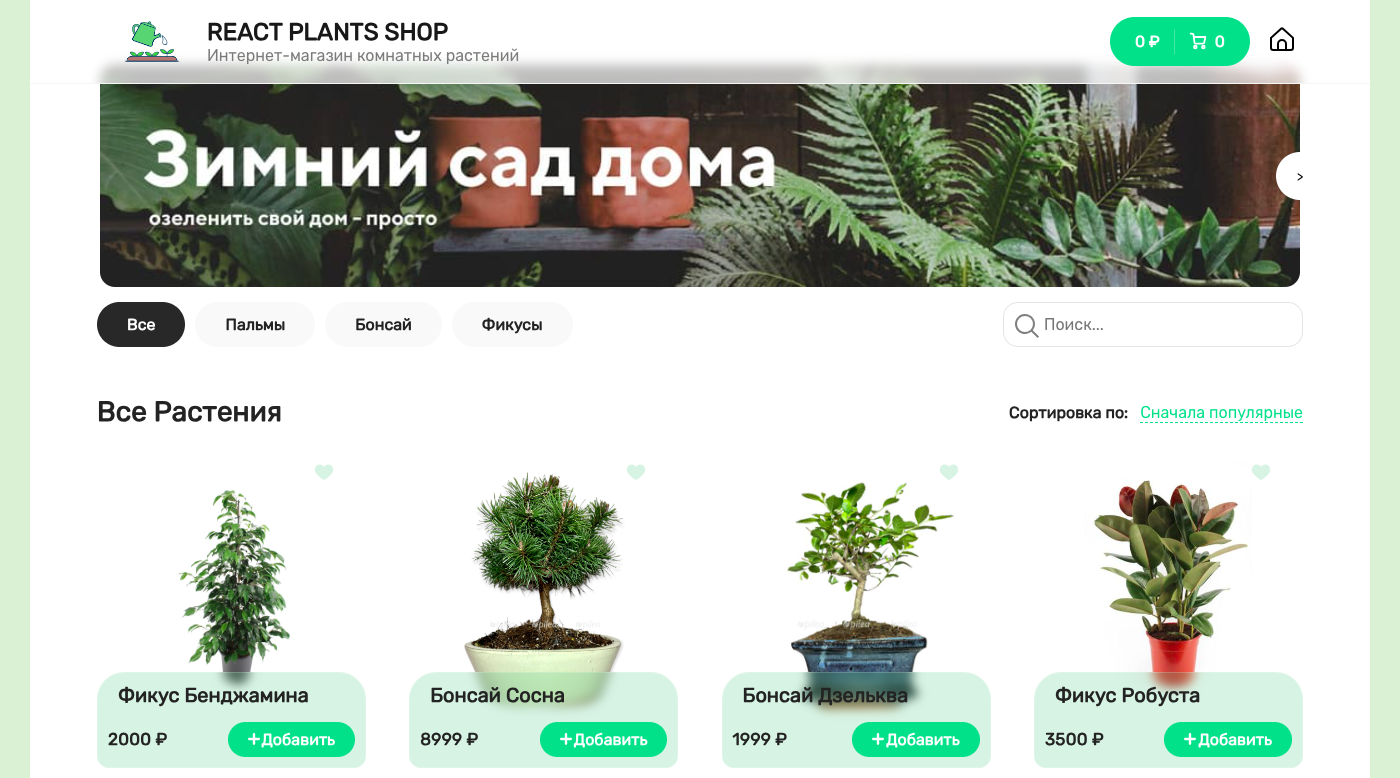 REACT PLANTS SHOP
Интернет-магазин комнатных растений
0 ₽ 0
Зимний сад дома
озеленить свой дом - просто
Все Пальмы Бонсай Фикусы
Поиск...
Все Растения
Сортировка по: Сначала популярные
Фикус Бенджамина
2000 ₽ +Добавить
Бонсай Сосна
8999 ₽ +Добавить
Бонсай Дзельква
1999 ₽ +Добавить
Фикус Робуста
3500 ₽ +Добавить